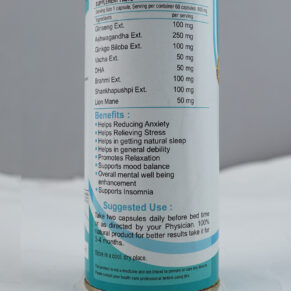 SUPPLEMENT FACTS
Serving Size 1 capsule, Serving per container 60 capsules, 800 mg
Ingredients per serving
Ginseng Ext. 100 mg
Ashwagandha Ext. 250 mg
Ginkgo Biloba Ext. 100 mg
Vacha Ext. 50 mg
DHA 50 mg
Brahmi Ext. 100 mg
Shankhapushpi Ext. 100 mg
Lion Mane 50 mg
Benefits :
• Helps Reducing Anxiety
• Helps Relieving Stress
• Helps in getting natural sleep
• Helps in general debility
• Promotes Relaxation
• Supports mood balance
• Overall mental well being
enhancement
• Supports Insomnia
Suggested Use :
Take two capsules daily before bed time
or as directed by your Physician. 100%
natural product for better results take it for
3-4 months.
Store in a cool, dry place.